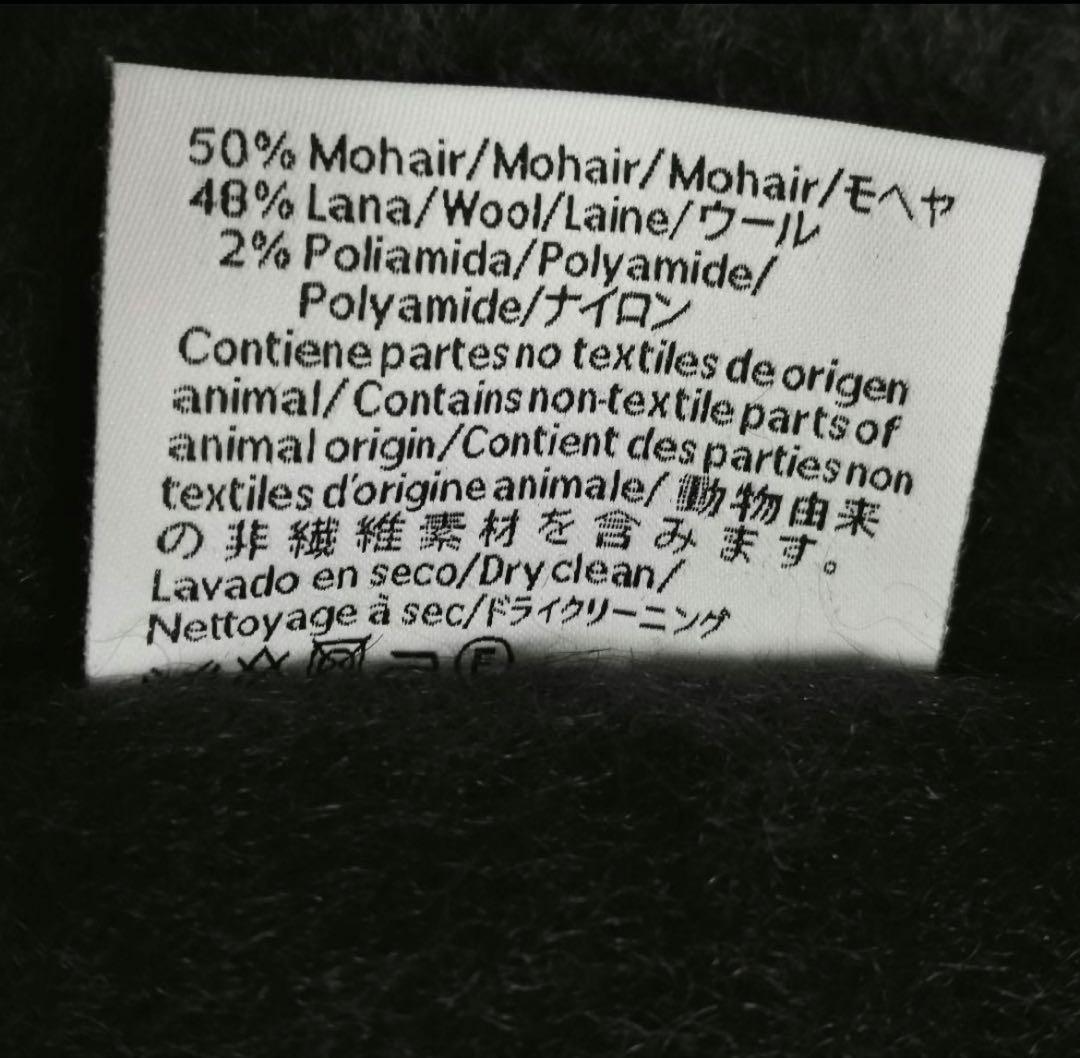 50% Mohair/Mohair/Mohair/モヘヤ
48% Lana/Wool/Laine/ウール
2% Poliamida/Polyamide/
Polyamide/ナイロン
Contiene partes no textiles de origen
animal/Contains non-textile parts of
animal origin/Contient des parties non
textiles d'origine animale/動物由来
の非繊維素材を含みます。
Lavado en seco/Dry clean/
Nettoyage à sec/ドライクリーニング